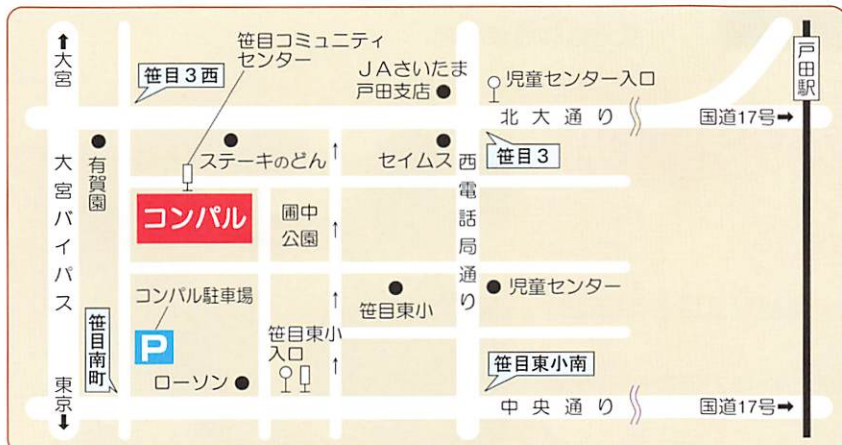 ↑
大宮
笹目3西
笹目コミュニティ
センター
JAさいたま
戸田支店
児童センター入口
戸田駅
北大通り
国道17号➡
有賀園
ステーキのどん
セイムス
笹目3
大宮バイパス
コンパル
圃中
公園
↑
↑
西電話局通り
コンパル駐車場
P
笹目東小
児童センター
笹目南町
笹目東小
入口
↑
↑
笹目東小南
ローソン
東京
↓
中央通り
国道17号➡